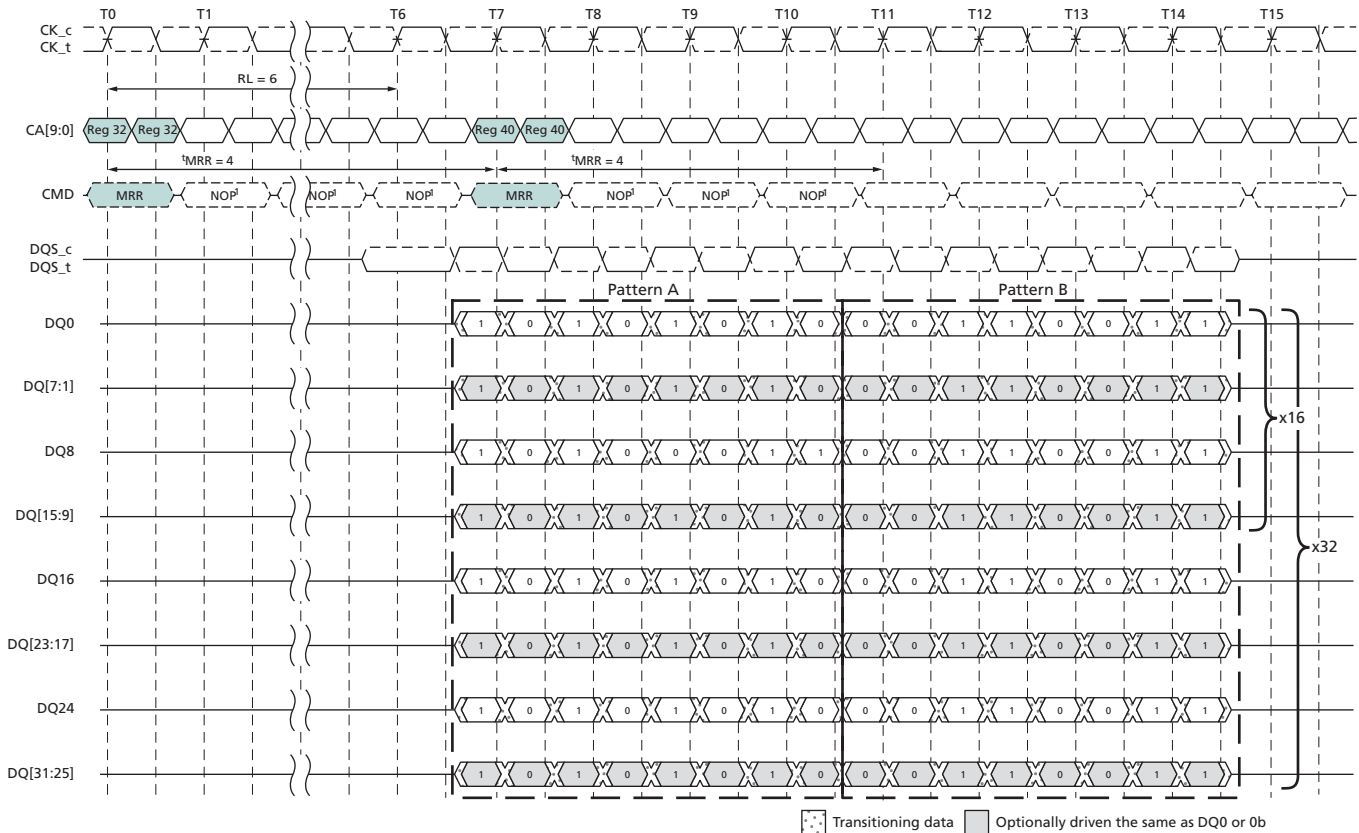 T0 T1 T6 T7 T8 T9 T10 T11 T12 T13 T14 T15
CK_c
CK_t
RL = 6
CA[9:0] Reg 32 Reg 32 Reg 40 Reg 40
tMRR = 4 tMRR = 4
CMD MRR NOP1 NOP1 NOP1 MRR NOP1 NOP1 NOP1
DQS_c
DQS_t
Pattern A Pattern B
DQ0 1 0 1 0 1 0 1 0 0 0 1 1 0 0 1 1
DQ[7:1] 1 0 1 0 1 0 1 0 0 0 1 1 0 0 1 1
x16
DQ8 1 0 1 0 0 0 1 1 0 0 1 1 0 0 1 1
DQ[15:9] 1 0 1 0 1 0 1 0 0 0 1 1 0 0 1 1
x32
DQ16 1 0 1 0 1 0 1 0 0 0 1 1 0 0 1 1
DQ[23:17] 1 0 1 0 1 0 1 0 0 0 1 1 0 0 1 1
DQ24 1 0 1 0 1 0 1 0 0 0 1 1 0 0 1 1
DQ[31:25] 1 0 1 0 1 0 1 0 0 0 1 1 0 0 1 1
Transitioning data Optionally driven the same as DQ0 or 0b